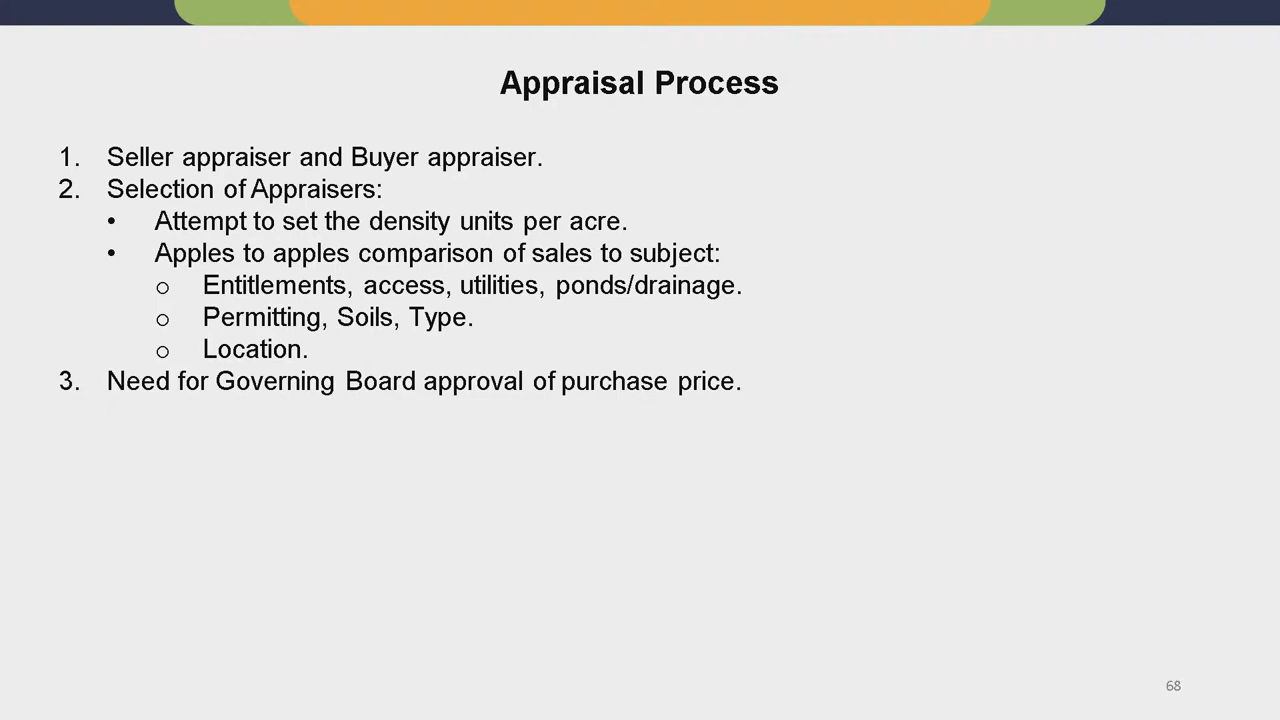 Appraisal Process
1. Seller appraiser and Buyer appraiser.
2. Selection of Appraisers:
• Attempt to set the density units per acre.
• Apples to apples comparison of sales to subject:
o Entitlements, access, utilities, ponds/drainage.
o Permitting, Soils, Type.
o Location.
3. Need for Governing Board approval of purchase price.
68